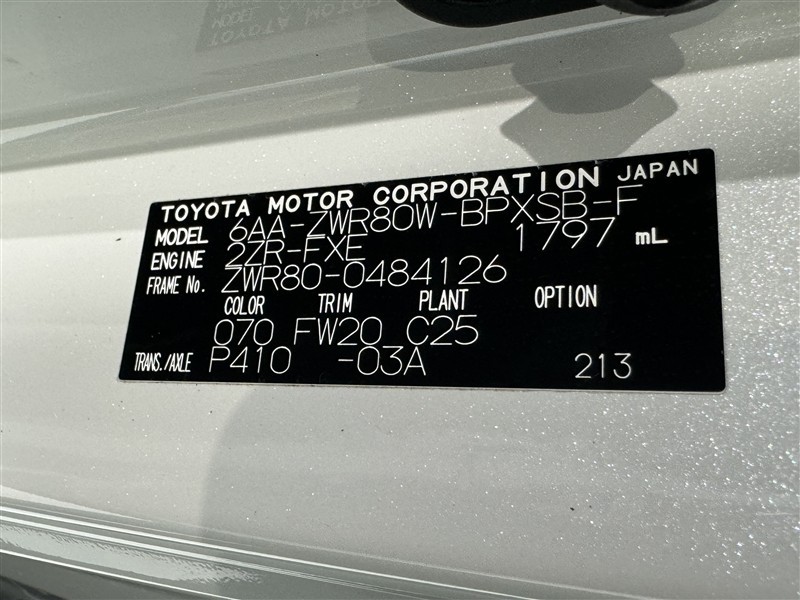 TOYOTA MOTOR CORPORATION JAPAN
MODEL 6AA-ZWR80W-BPXSB-F
ENGINE 2ZR-FXE 1797 mL
FRAME No. ZWR80-0484126
COLOR TRIM PLANT OPTION
070 FW20 C25
TRANS./AXLE P410 -03A 213